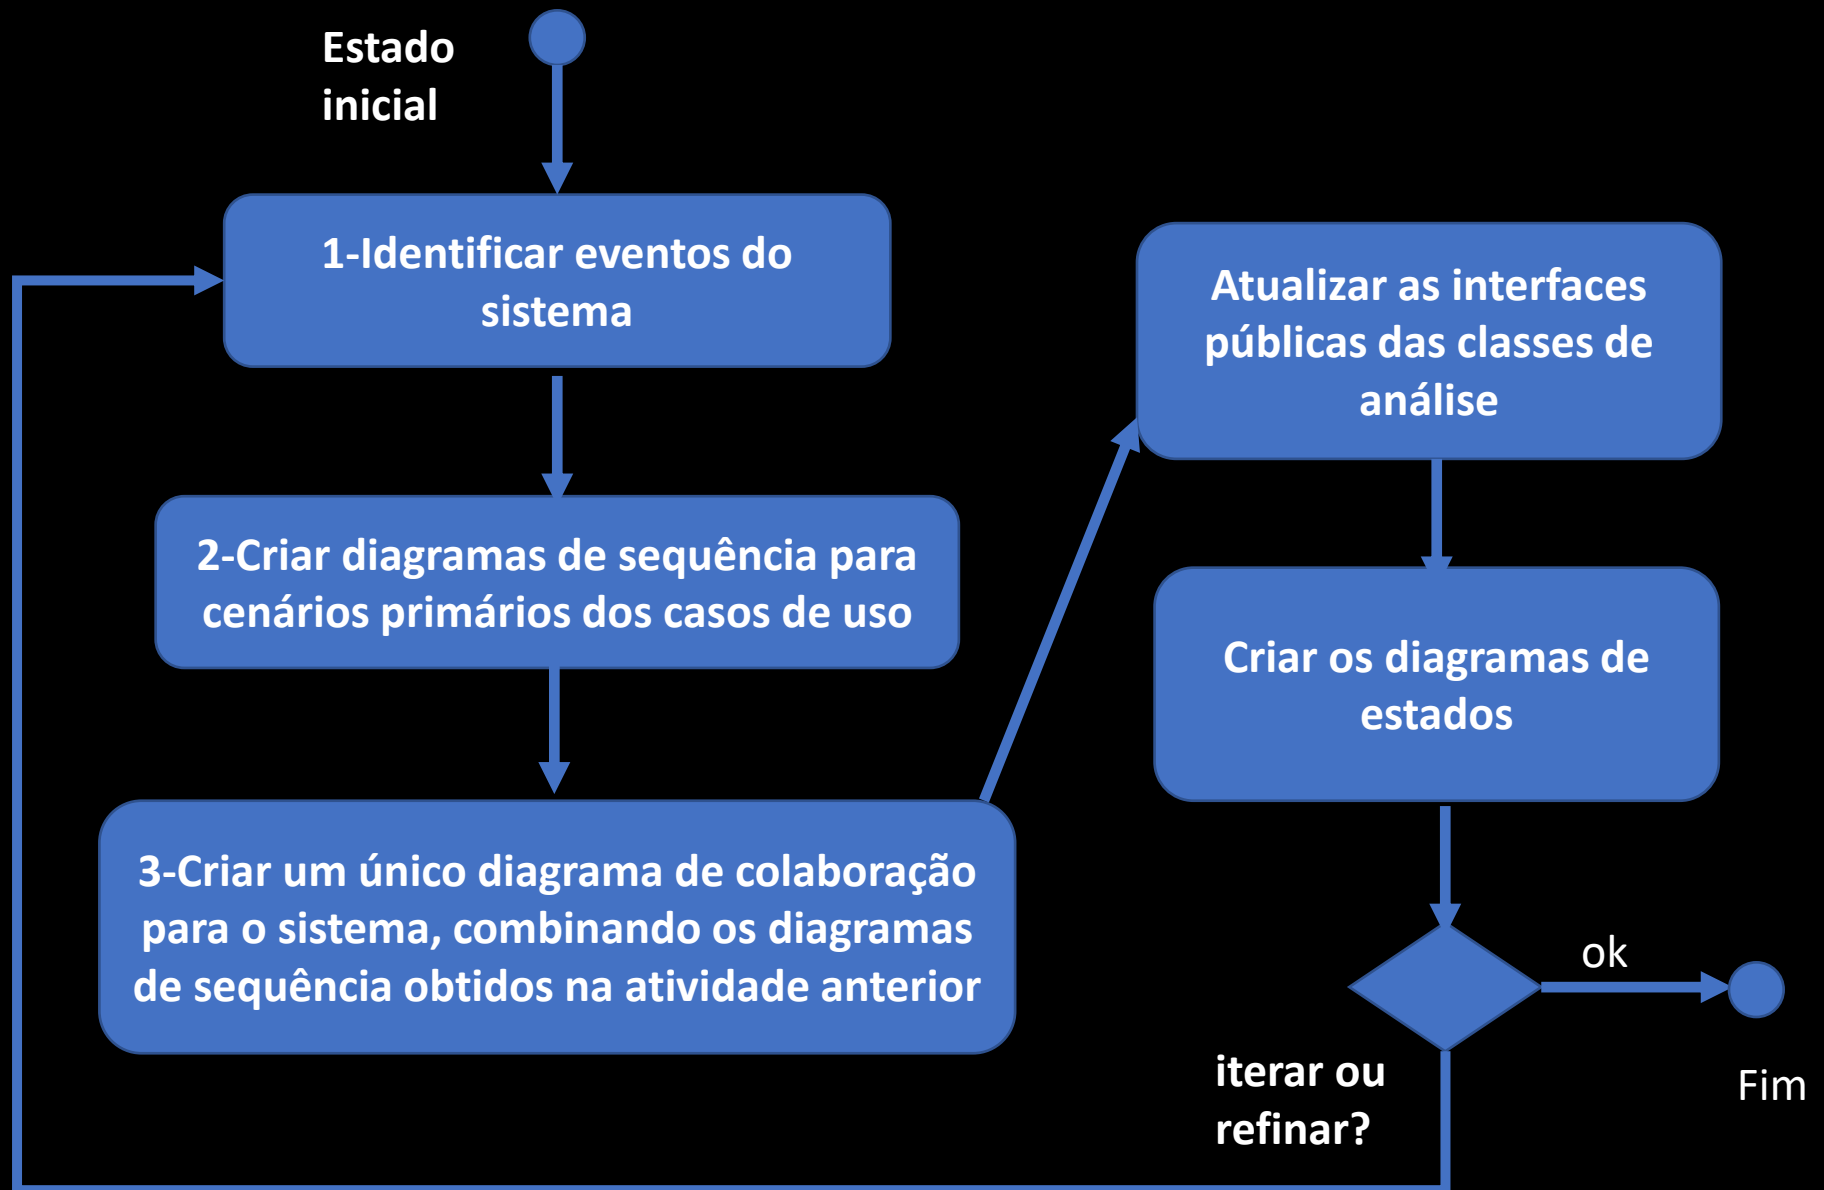 Estado
inicial
1-Identificar eventos do
sistema
2-Criar diagramas de sequência para
cenários primários dos casos de uso
3-Criar um único diagrama de colaboração
para o sistema, combinando os diagramas
de sequência obtidos na atividade anterior
Atualizar as interfaces
públicas das classes de
análise
Criar os diagramas de
estados
ok
iterar ou
refinar?
Fim